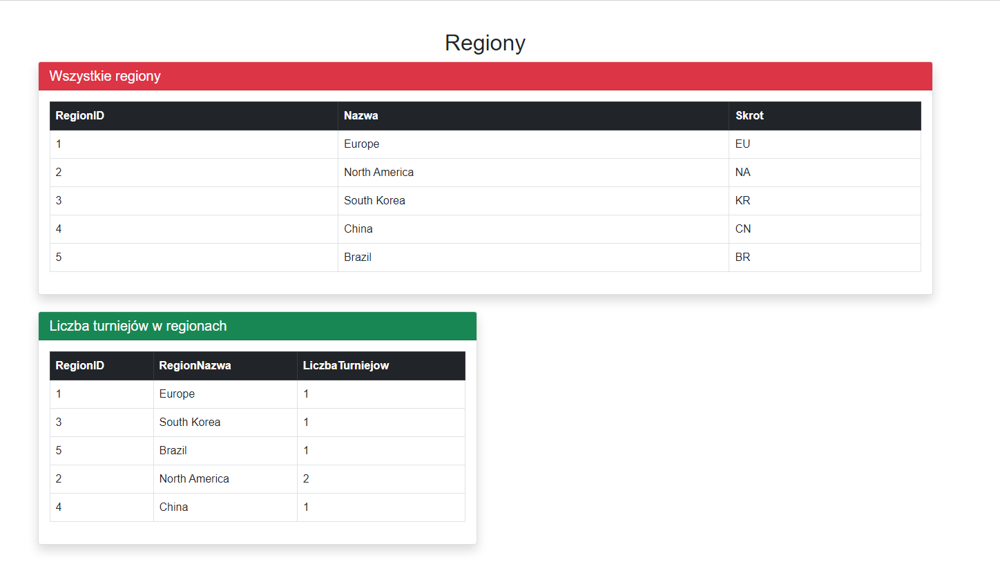 Regiony
Wszystkie regiony
RegionID Nazwa Skrot
1 Europe EU
2 North America NA
3 South Korea KR
4 China CN
5 Brazil BR
Liczba turniejów w regionach
RegionID RegionNazwa LiczbaTurniejow
1 Europe 1
3 South Korea 1
5 Brazil 1
2 North America 2
4 China 1